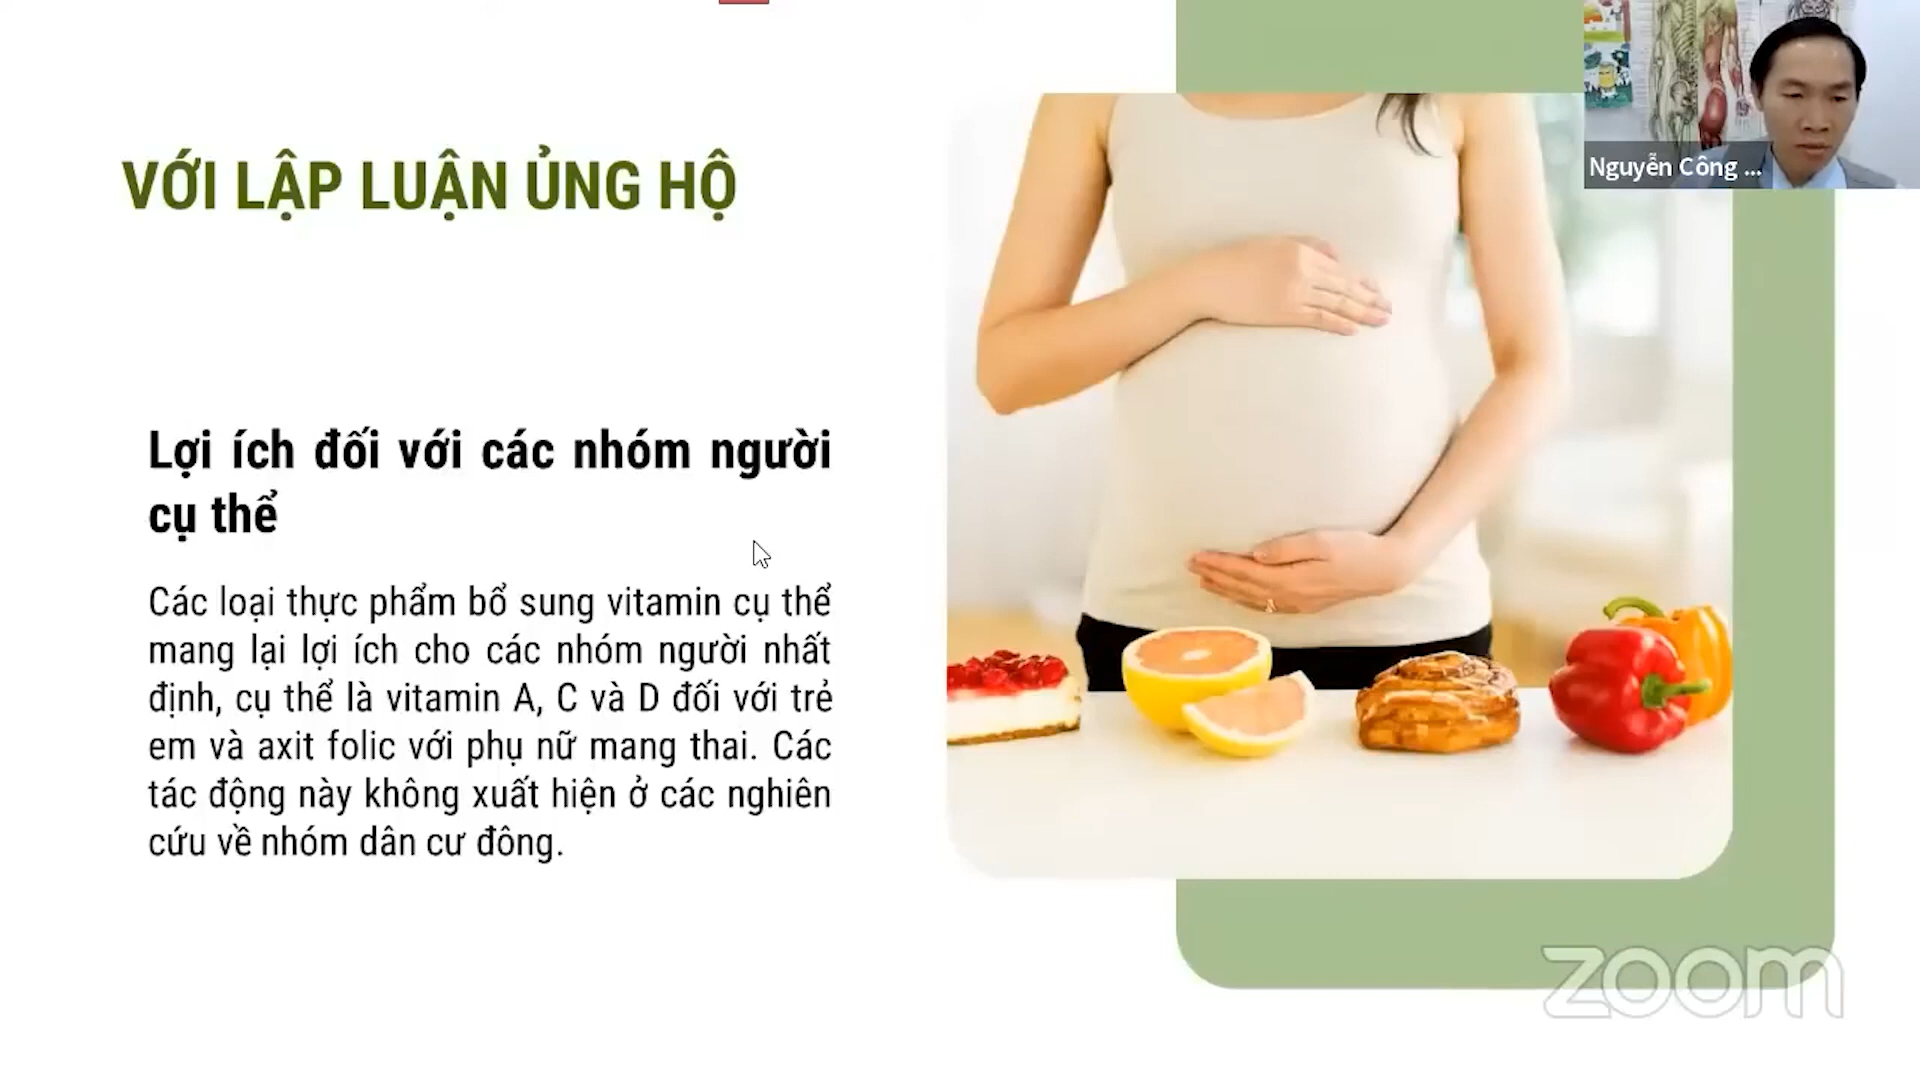 VỚI LẬP LUẬN ỦNG HỘ
Lợi ích đối với các nhóm người
cụ thể
Các loại thực phẩm bổ sung vitamin cụ thể
mang lại lợi ích cho các nhóm người nhất
định, cụ thể là vitamin A, C và D đối với trẻ
em và axit folic với phụ nữ mang thai. Các
tác động này không xuất hiện ở các nghiên
cứu về nhóm dân cư đông.
Nguyễn Công ...
zoom